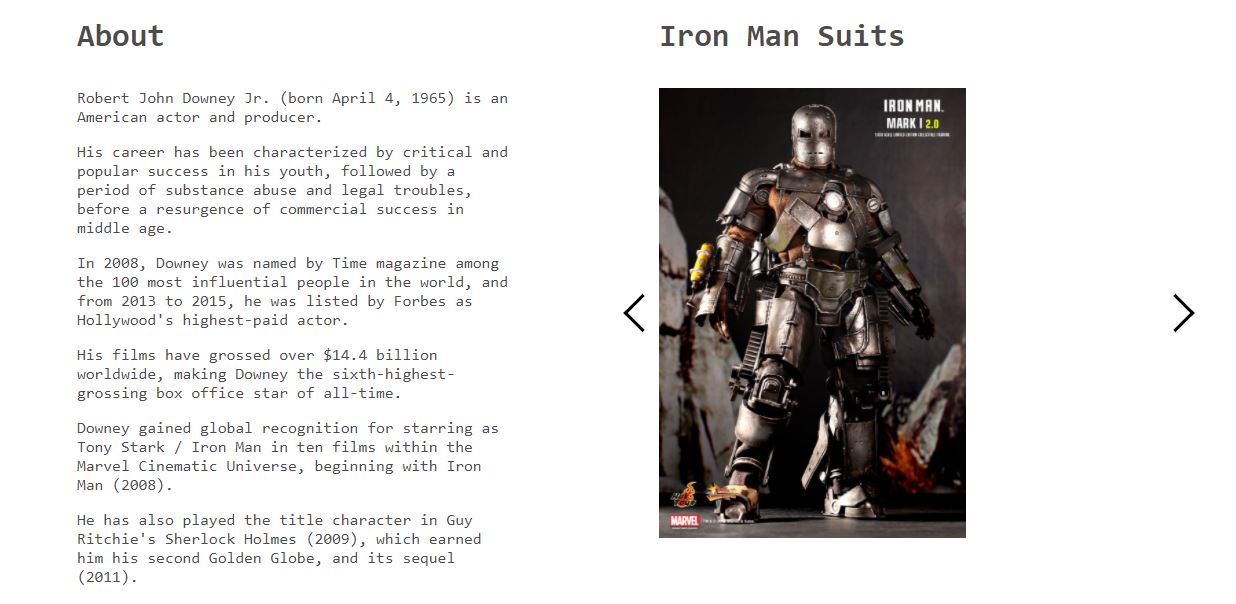 About
Robert John Downey Jr. (born April 4, 1965) is an
American actor and producer.
His career has been characterized by critical and
popular success in his youth, followed by a
period of substance abuse and legal troubles,
before a resurgence of commercial success in
middle age.
In 2008, Downey was named by Time magazine among
the 100 most influential people in the world, and
from 2013 to 2015, he was listed by Forbes as
Hollywood's highest-paid actor.
His films have grossed over $14.4 billion
worldwide, making Downey the sixth-highest-
grossing box office star of all-time.
Downey gained global recognition for starring as
Tony Stark / Iron Man in ten films within the
Marvel Cinematic Universe, beginning with Iron
Man (2008).
He has also played the title character in Guy
Ritchie's Sherlock Holmes (2009), which earned
him his second Golden Globe, and its sequel
(2011).
Iron Man Suits
IRON MAN
MARK I 2.0
MARVEL